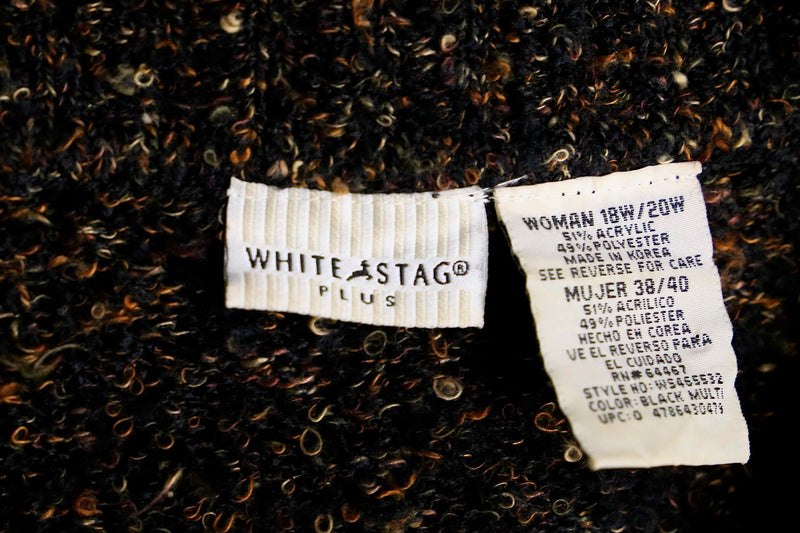 WHITE STAG®
PLUS
WOMAN 18W/20W
51% ACRYLIC
49% POLYESTER
MADE IN KOREA
SEE REVERSE FOR CARE
MUJER 38/40
51% ACRILICO
49% POLIESTER
HECHO EN COREA
VE EL REVERSO PARA
EL CUIDADO
RN# 64467
STYLE NO: WS465532
COLOR: BLACK MULTI
UPC: 0